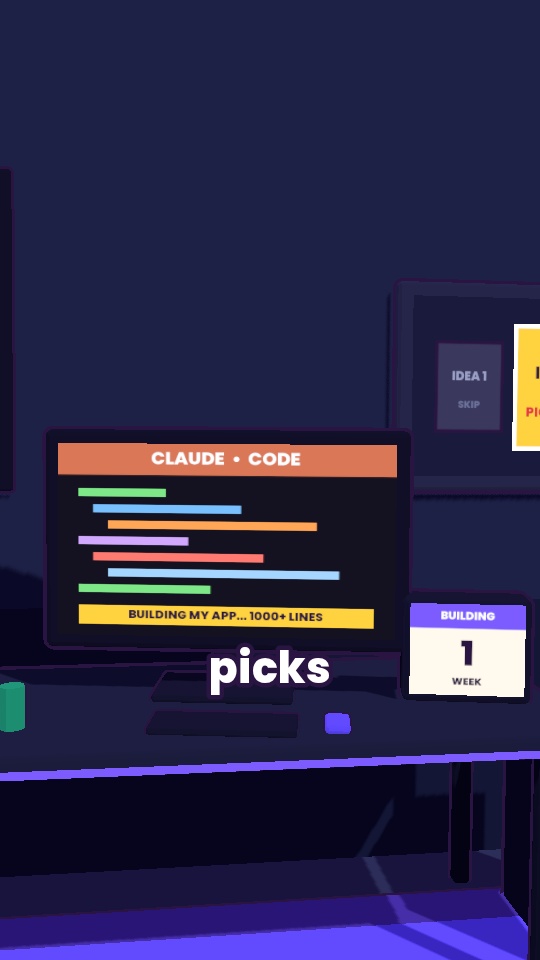 IDEA 1
SKIP
CLAUDE • CODE
BUILDING MY APP... 1000+ LINES
BUILDING
1
WEEK
picks